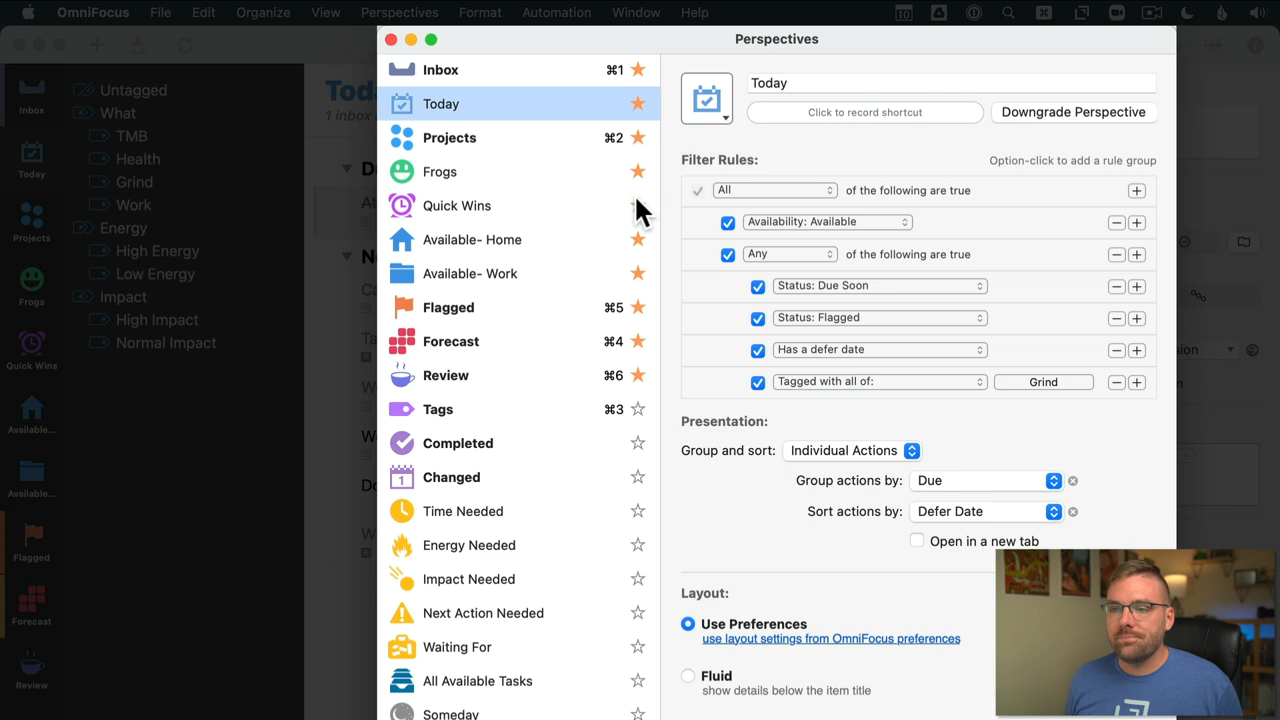 OmniFocus File Edit Organize View Perspectives Format Automation Window Help
10
Perspectives
Inbox
Today
Projects
Frogs
Quick Wins
Available...
Available...
Flagged
Forecast
Review
Untagged
What
TMB
Health
Grind
Work
Energy
High Energy
Low Energy
Impact
High Impact
Normal Impact
1 inbox
Inbox ⌘1
Today
Projects ⌘2
Frogs
Quick Wins
Available- Home
Available- Work
Flagged ⌘5
Forecast ⌘4
Review ⌘6
Tags ⌘3
Completed
1 Changed
Time Needed
Energy Needed
Impact Needed
Next Action Needed
Waiting For
All Available Tasks
Someday
Today
Click to record shortcut Downgrade Perspective
Filter Rules: Option-click to add a rule group
All of the following are true
Availability: Available
Any of the following are true
Status: Due Soon
Status: Flagged
Has a defer date
Tagged with all of: Grind
Presentation:
Group and sort: Individual Actions
Group actions by: Due
Sort actions by: Defer Date
Open in a new tab
Layout:
Use Preferences
use layout settings from OmniFocus preferences
Fluid
show details below the item title